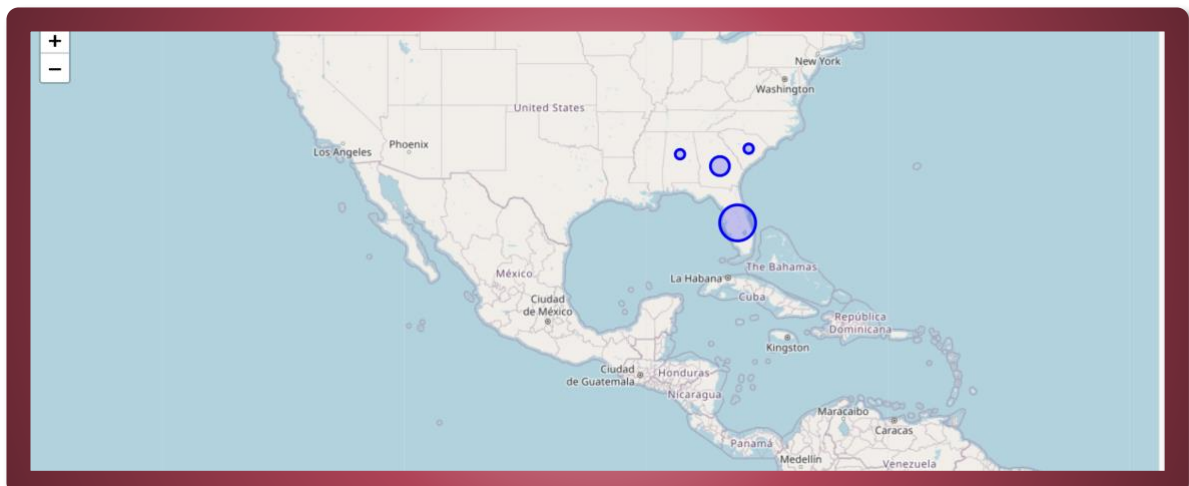 +
−
New York
Washington
United States
Phoenix
Los Angeles
México
La Habana
The Bahamas
Cuba
Ciudad
de México
República
Dominicana
Kingston
Ciudad
de Guatemala
Honduras
Nicaragua
Maracaibo
Caracas
Panamá
Medellín
Venezuela